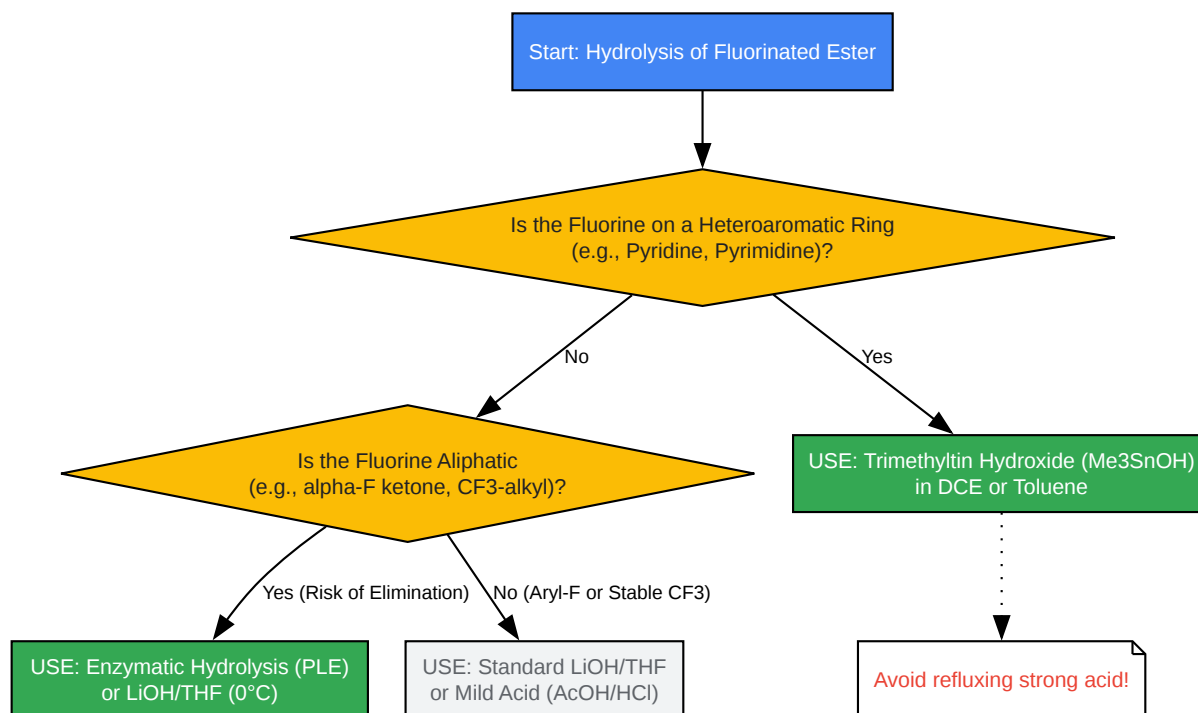 Start: Hydrolysis of Fluorinated Ester
Is the Fluorine on a Heteroaromatic Ring
(e.g., Pyridine, Pyrimidine)?
No
Yes
Is the Fluorine Aliphatic
(e.g., alpha-F ketone, CF3-alkyl)?
USE: Trimethyltin Hydroxide (Me3SnOH)
in DCE or Toluene
Yes (Risk of Elimination)
No (Aryl-F or Stable CF3)
USE: Enzymatic Hydrolysis (PLE)
or LiOH/THF (0°C)
USE: Standard LiOH/THF
or Mild Acid (AcOH/HCl)
Avoid refluxing strong acid!